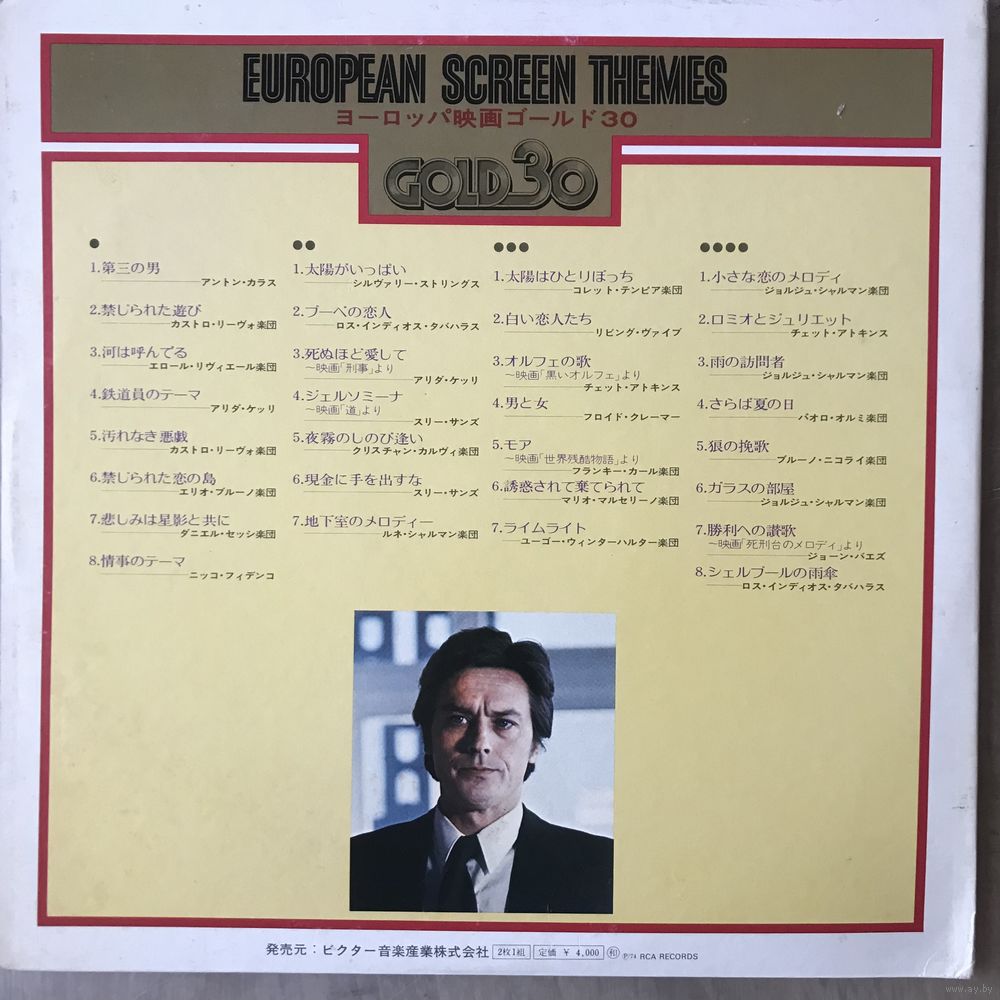 EUROPEAN SCREEN THEMES
ヨーロッパ映画ゴールド30
GOLD 30
●
1.第三の男
アントン・カラス
2.禁じられた遊び
カストロ・リーヴォ楽団
3.河は呼んでる
エロール・リヴィエール楽団
4.鉄道員のテーマ
アリダ・ケッリ
5.汚れなき悪戯
カストロ・リーヴォ楽団
6.禁じられた恋の島
エリオ・ブルーノ楽団
7.悲しみは星影と共に
ダニエル・セッシ楽団
8.情事のテーマ
ニッコ・フィデンコ
●●
1.太陽がいっぱい
シルヴァリー・ストリングス
2.ブーベの恋人
ロス・インディオス・タバハラス
3.死ぬほど愛して
〜映画「刑事」より
アリダ・ケッリ
4.ジェルソミーナ
〜映画「道」より
スリー・サンズ
5.夜霧のしのび逢い
クリスチャン・カルヴィ楽団
6.現金に手を出すな
スリー・サンズ
7.地下室のメロディー
ルネ・シャルマン楽団
●●●
1.太陽はひとりぼっち
コレット・テンピア楽団
2.白い恋人たち
リビング・ヴァイブ
3.オルフェの歌
〜映画「黒いオルフェ」より
チェット・アトキンス
4.男と女
フロイド・クレーマー
5.モア
〜映画「世界残酷物語」より
フランキー・カール楽団
6.誘惑されて棄てられて
マリオ・マルセリーノ楽団
7.ライムライト
ユーゴー・ウィンターハルター楽団
●●●●
1.小さな恋のメロディ
ジョルジュ・シャルマン楽団
2.ロミオとジュリエット
チェット・アトキンス
3.雨の訪問者
ジョルジュ・シャルマン楽団
4.さらば夏の日
パオロ・オルミ楽団
5.狼の挽歌
ブルーノ・ニコライ楽団
6.ガラスの部屋
ジョルジュ・シャルマン楽団
7.勝利への讃歌
〜映画「死刑台のメロディ」より
ジョーン・バエズ
8.シェルブールの雨傘
ロス・インディオス・タバハラス
発売元：ビクター音楽産業株式会社 2枚1組 定価 ¥ 4,000 ㊓ Ⓟ/74 RCA RECORDS
www.ay.by